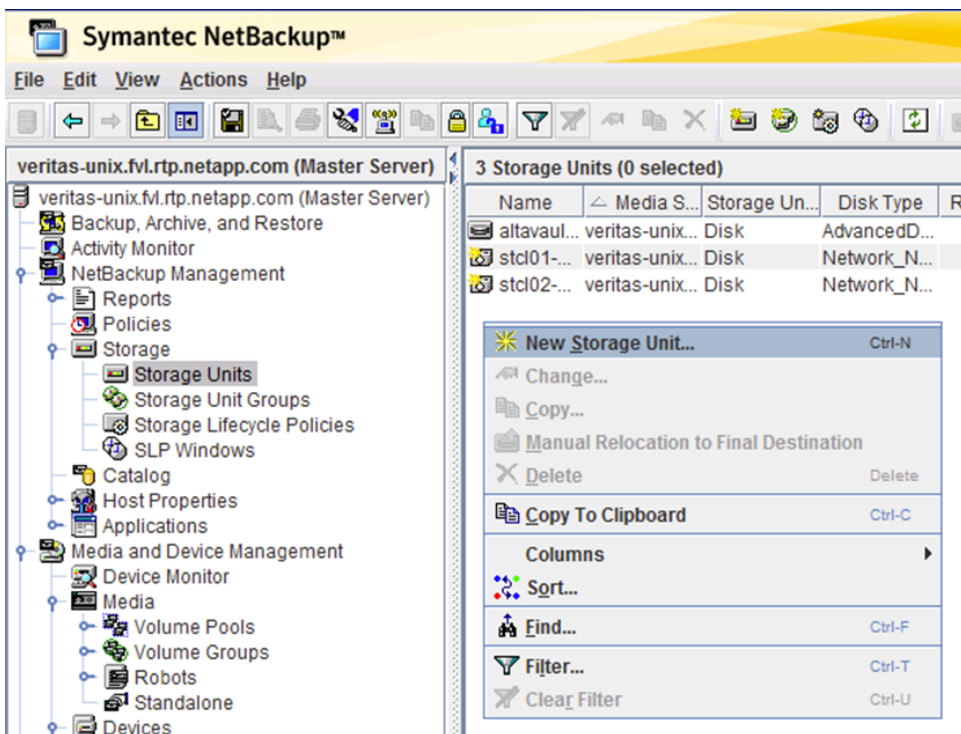 Symantec NetBackup™
File Edit View Actions Help
veritas-unix.fvl.rtp.netapp.com (Master Server)
veritas-unix.fvl.rtp.netapp.com (Master Server)
Backup, Archive, and Restore
Activity Monitor
NetBackup Management
Reports
Policies
Storage
Storage Units
Storage Unit Groups
Storage Lifecycle Policies
SLP Windows
Catalog
Host Properties
Applications
Media and Device Management
Device Monitor
Media
Volume Pools
Volume Groups
Robots
Standalone
Devices
3 Storage Units (0 selected)
Name Media S... Storage Un... Disk Type R
altavaul... veritas-unix... Disk AdvancedD...
stcl01-... veritas-unix... Disk Network_N...
stcl02-... veritas-unix... Disk Network_N...
New Storage Unit... Ctrl-N
Change...
Copy...
Manual Relocation to Final Destination
Delete Delete
Copy To Clipboard Ctrl-C
Columns
Sort...
Find... Ctrl-F
Filter... Ctrl-T
Clear Filter Ctrl-U